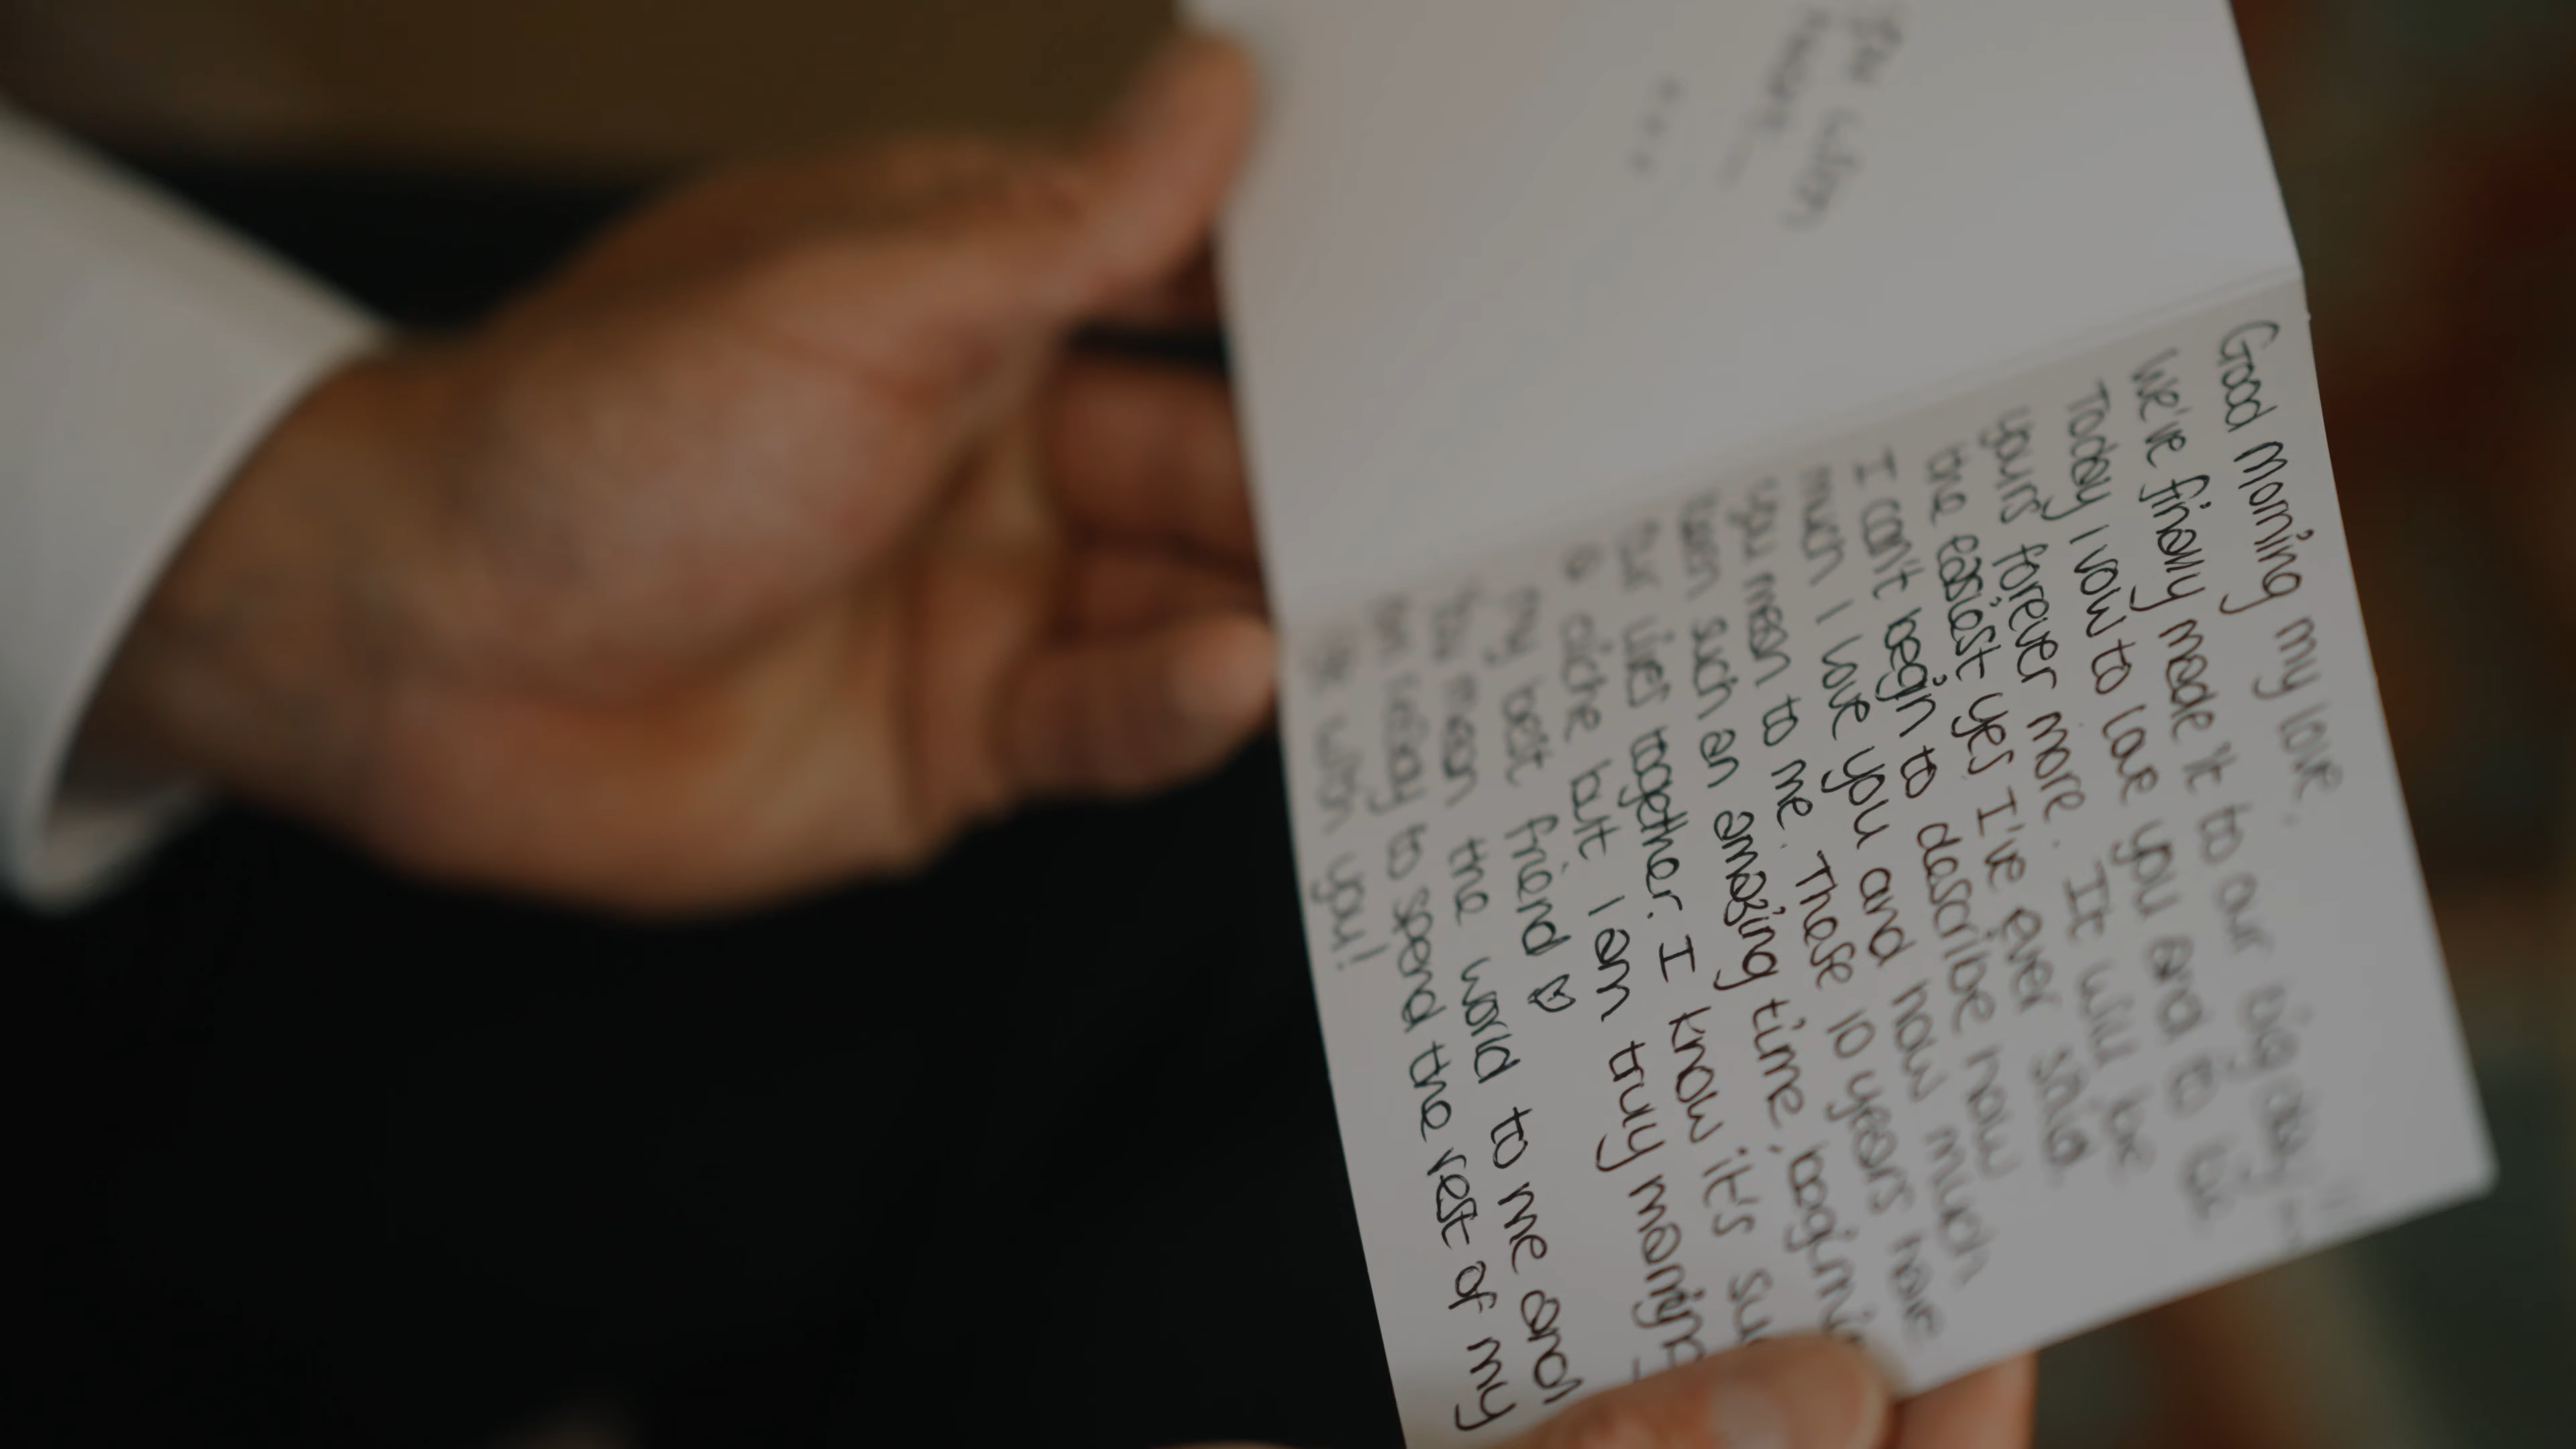 Good morning my love.
We've finally made it to our big day
Today I vow to love you and to be
yours forever more. It will be
the easiest yes I've ever said.
I can't begin to describe how
much I love you and how much
you mean to me. These 10 years have
been such an amazing time,
our lives together. I know it's
a cliche but I am truly
my best friend ♡
You mean the world to me and
I'm ready to spend the rest of my
life with you!